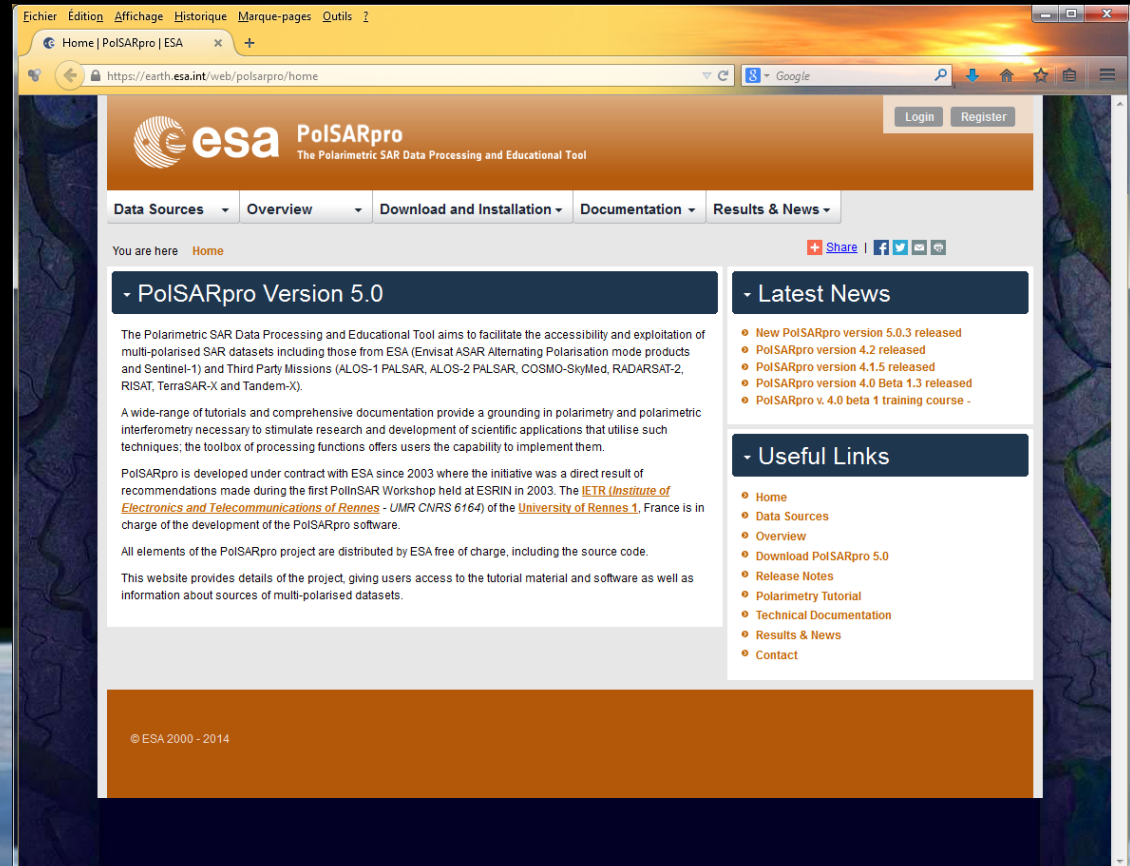 Fichier Édition Affichage Historique Marque-pages Outils ?
Home | PolSARpro | ESA × +
https://earth.esa.int/web/polsarpro/home
8 Google
Login Register
esa PolSARpro
The Polarimetric SAR Data Processing and Educational Tool
Data Sources Overview Download and Installation Documentation Results & News
You are here Home
Share |
PolSARpro Version 5.0
The Polarimetric SAR Data Processing and Educational Tool aims to facilitate the accessibility and exploitation of
multi-polarised SAR datasets including those from ESA (Envisat ASAR Alternating Polarisation mode products
and Sentinel-1) and Third Party Missions (ALOS-1 PALSAR, ALOS-2 PALSAR, COSMO-SkyMed, RADARSAT-2,
RISAT, TerraSAR-X and Tandem-X).
A wide-range of tutorials and comprehensive documentation provide a grounding in polarimetry and polarimetric
interferometry necessary to stimulate research and development of scientific applications that utilise such
techniques; the toolbox of processing functions offers users the capability to implement them.
PolSARpro is developed under contract with ESA since 2003 where the initiative was a direct result of
recommendations made during the first PolInSAR Workshop held at ESRIN in 2003. The IETR (Institute of
Electronics and Telecommunications of Rennes - UMR CNRS 6164) of the University of Rennes 1, France is in
charge of the development of the PolSARpro software.
All elements of the PolSARpro project are distributed by ESA free of charge, including the source code.
This website provides details of the project, giving users access to the tutorial material and software as well as
information about sources of multi-polarised datasets.
Latest News
New PolSARpro version 5.0.3 released
PolSARpro version 4.2 released
PolSARpro version 4.1.5 released
PolSARpro version 4.0 Beta 1.3 released
PolSARpro v. 4.0 beta 1 training course -
Useful Links
Home
Data Sources
Overview
Download PolSARpro 5.0
Release Notes
Polarimetry Tutorial
Technical Documentation
Results & News
Contact
© ESA 2000 - 2014